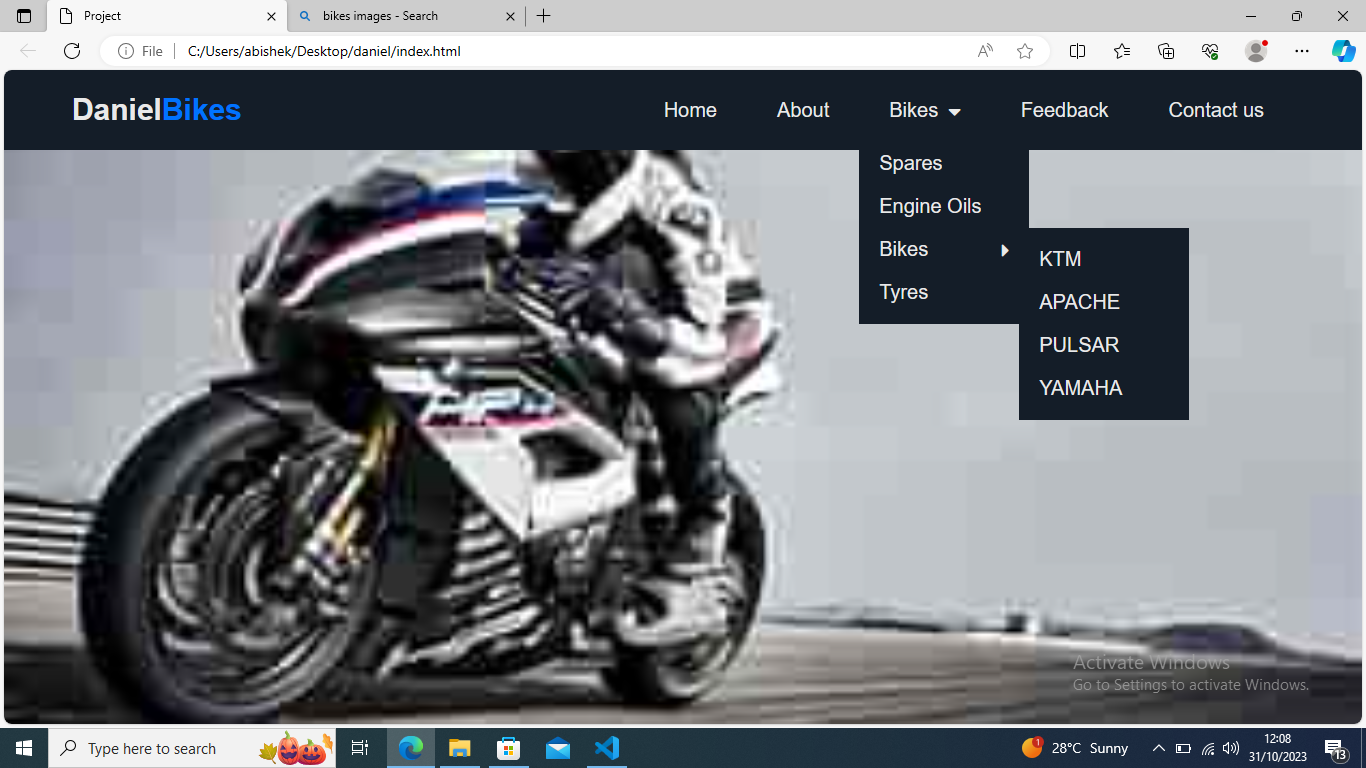 Project
bikes images - Search
File
C:/Users/abishek/Desktop/daniel/index.html
DanielBikes
Home
About
Bikes
Feedback
Contact us
Spares
Engine Oils
Bikes
Tyres
KTM
APACHE
PULSAR
YAMAHA
Activate Windows
Go to Settings to activate Windows.
Type here to search
1
28°C Sunny
12:08
31/10/2023
13